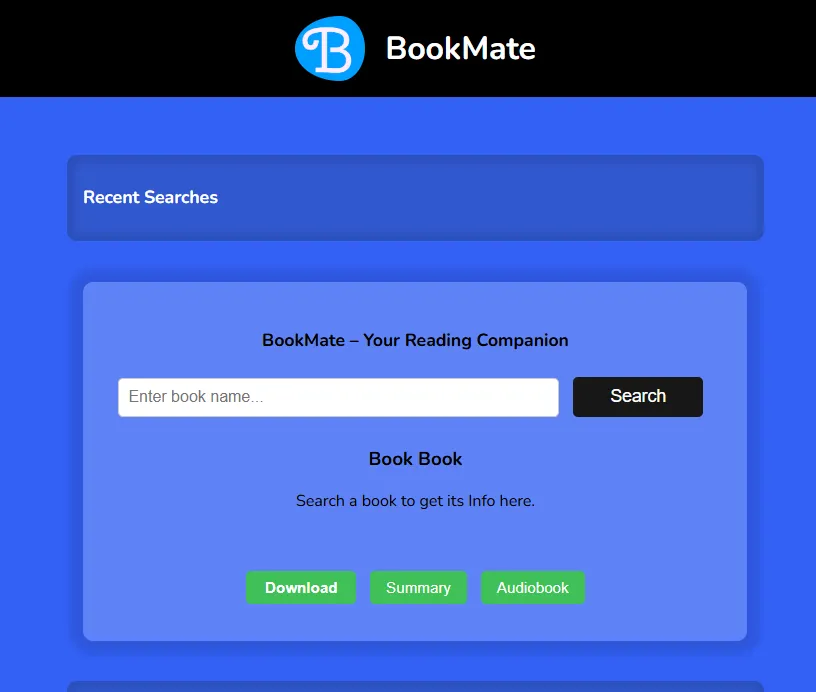 B BookMate
Recent Searches
BookMate – Your Reading Companion
Enter book name... Search
Book Book
Search a book to get its Info here.
Download Summary Audiobook